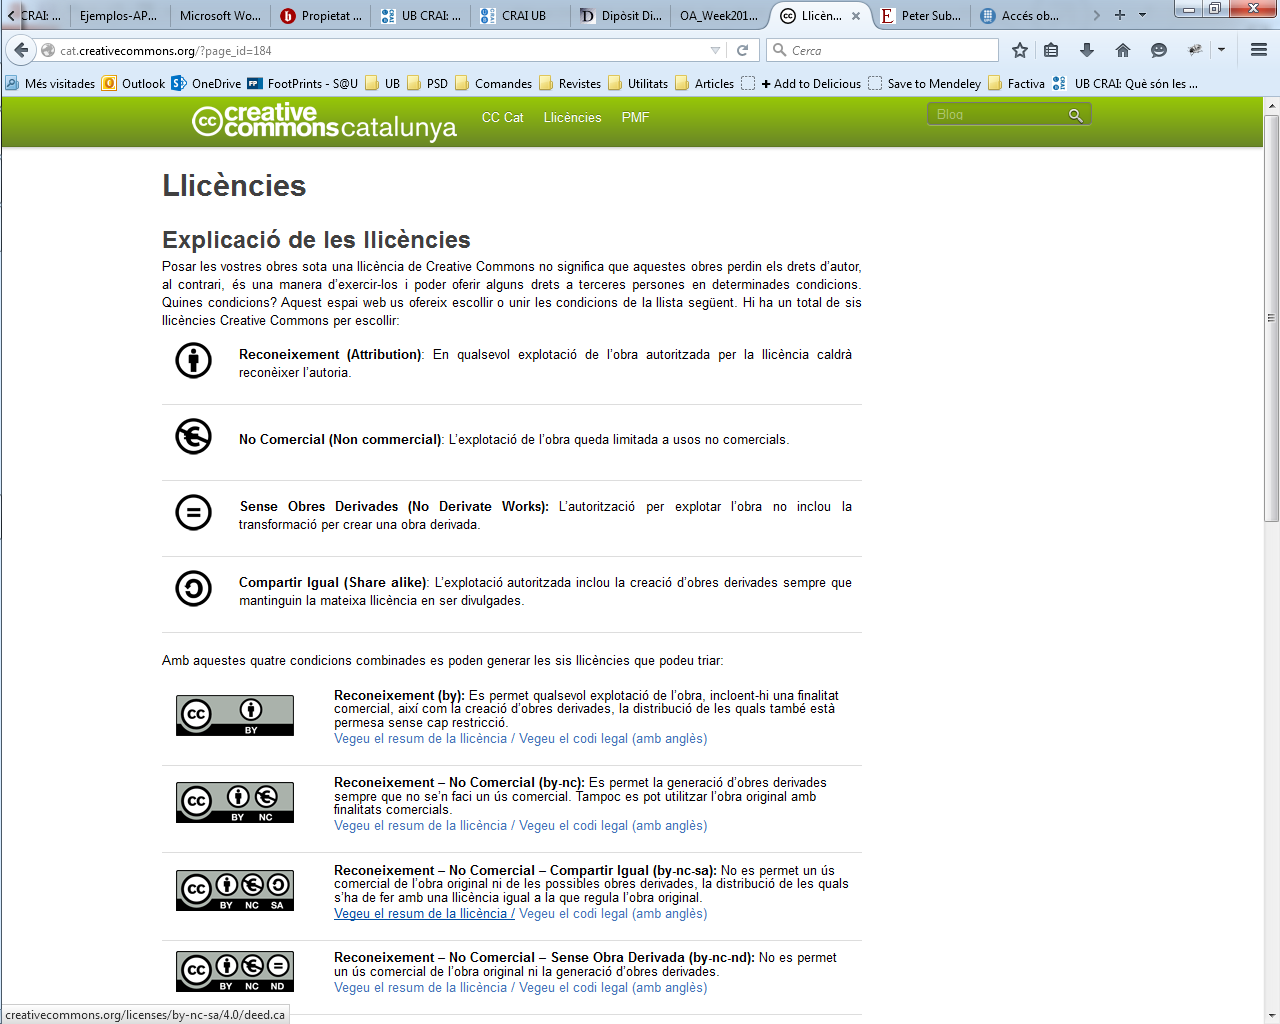 CRAI: ...
Ejemplos-AP...
Microsoft Wo...
Propietat ...
UB CRAI: ...
CRAI UB
Dipòsit Di...
OA_Week201...
Llicèn...
Peter Sub...
Accés ob...
cat.creativecommons.org/?page_id=184
Cerca
Més visitades
Outlook
OneDrive
FootPrints - S@U
UB
PSD
Comandes
Revistes
Utilitats
Articles
+ Add to Delicious
Save to Mendeley
Factiva
UB CRAI: Què són les ...
cc creative commons catalunya
CC Cat
Llicències
PMF
Blog
Llicències
Explicació de les llicències
Posar les vostres obres sota una llicència de Creative Commons no significa que aquestes obres perdin els drets d’autor,
al contrari, és una manera d’exercir-los i poder oferir alguns drets a terceres persones en determinades condicions.
Quines condicions? Aquest espai web us ofereix escollir o unir les condicions de la llista següent. Hi ha un total de sis
llicències Creative Commons per escollir:
Reconeixement (Attribution): En qualsevol explotació de l’obra autoritzada per la llicència caldrà
reconèixer l’autoria.
No Comercial (Non commercial): L’explotació de l’obra queda limitada a usos no comercials.
Sense Obres Derivades (No Derivate Works): L’autorització per explotar l’obra no inclou la
transformació per crear una obra derivada.
Compartir Igual (Share alike): L’explotació autoritzada inclou la creació d’obres derivades sempre que
mantinguin la mateixa llicència en ser divulgades.
Amb aquestes quatre condicions combinades es poden generar les sis llicències que podeu triar:
cc BY
Reconeixement (by): Es permet qualsevol explotació de l’obra, incloent-hi una finalitat
comercial, així com la creació d’obres derivades, la distribució de les quals també està
permesa sense cap restricció.
Vegeu el resum de la llicència / Vegeu el codi legal (amb anglès)
cc BY NC
Reconeixement – No Comercial (by-nc): Es permet la generació d’obres derivades
sempre que no se’n faci un ús comercial. Tampoc es pot utilitzar l’obra original amb
finalitats comercials.
Vegeu el resum de la llicència / Vegeu el codi legal (amb anglès)
cc BY NC SA
Reconeixement – No Comercial – Compartir Igual (by-nc-sa): No es permet un ús
comercial de l’obra original ni de les possibles obres derivades, la distribució de les quals
s’ha de fer amb una llicència igual a la que regula l’obra original.
Vegeu el resum de la llicència / Vegeu el codi legal (amb anglès)
cc BY NC ND
Reconeixement – No Comercial – Sense Obra Derivada (by-nc-nd): No es permet
un ús comercial de l’obra original ni la generació d’obres derivades.
Vegeu el resum de la llicència / Vegeu el codi legal (amb anglès)
creativecommons.org/licenses/by-nc-sa/4.0/deed.ca